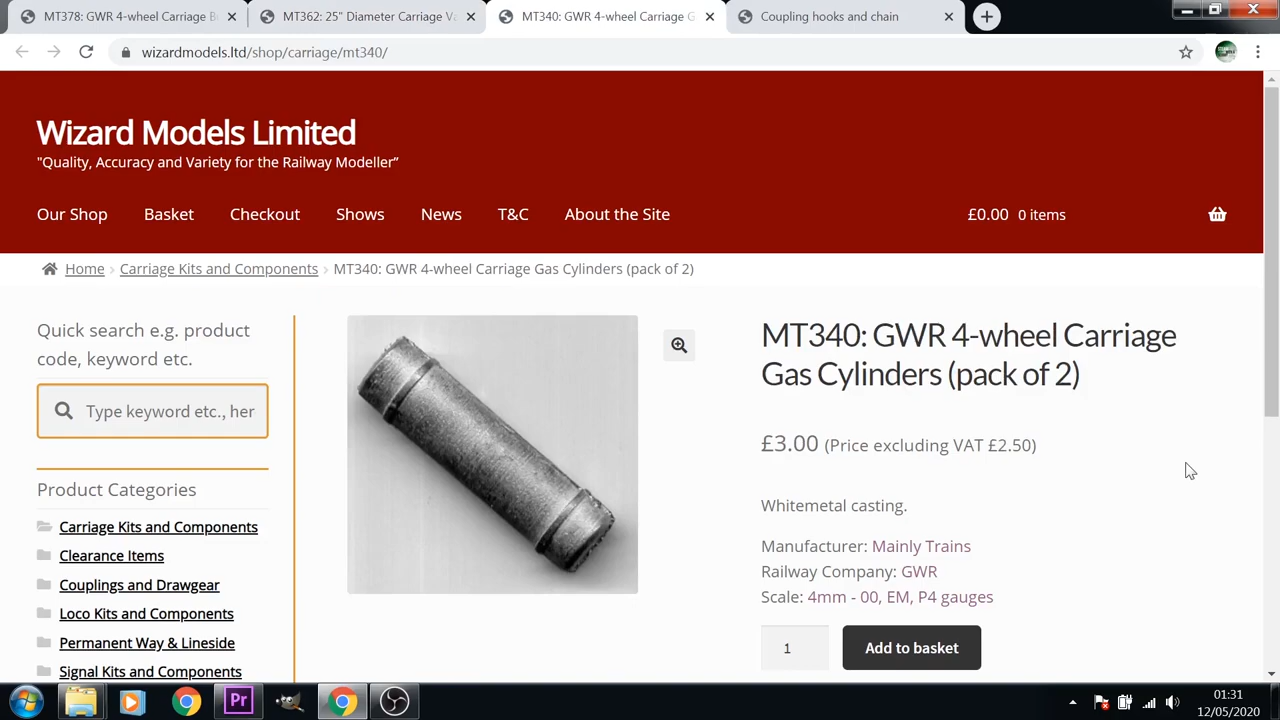 MT378: GWR 4-wheel Carriage B
MT362: 25" Diameter Carriage Va
MT340: GWR 4-wheel Carriage G
Coupling hooks and chain
wizardmodels.ltd/shop/carriage/mt340/
Wizard Models Limited
"Quality, Accuracy and Variety for the Railway Modeller”
Our Shop Basket Checkout Shows News T&C About the Site £0.00 0 items
Home Carriage Kits and Components MT340: GWR 4-wheel Carriage Gas Cylinders (pack of 2)
Quick search e.g. product
code, keyword etc.
Type keyword etc., her
Product Categories
Carriage Kits and Components
Clearance Items
Couplings and Drawgear
Loco Kits and Components
Permanent Way & Lineside
Signal Kits and Components
MT340: GWR 4-wheel Carriage
Gas Cylinders (pack of 2)
£3.00 (Price excluding VAT £2.50)
Whitemetal casting.
Manufacturer: Mainly Trains
Railway Company: GWR
Scale: 4mm - 00, EM, P4 gauges
1
Add to basket
Pr
01:31
12/05/2020